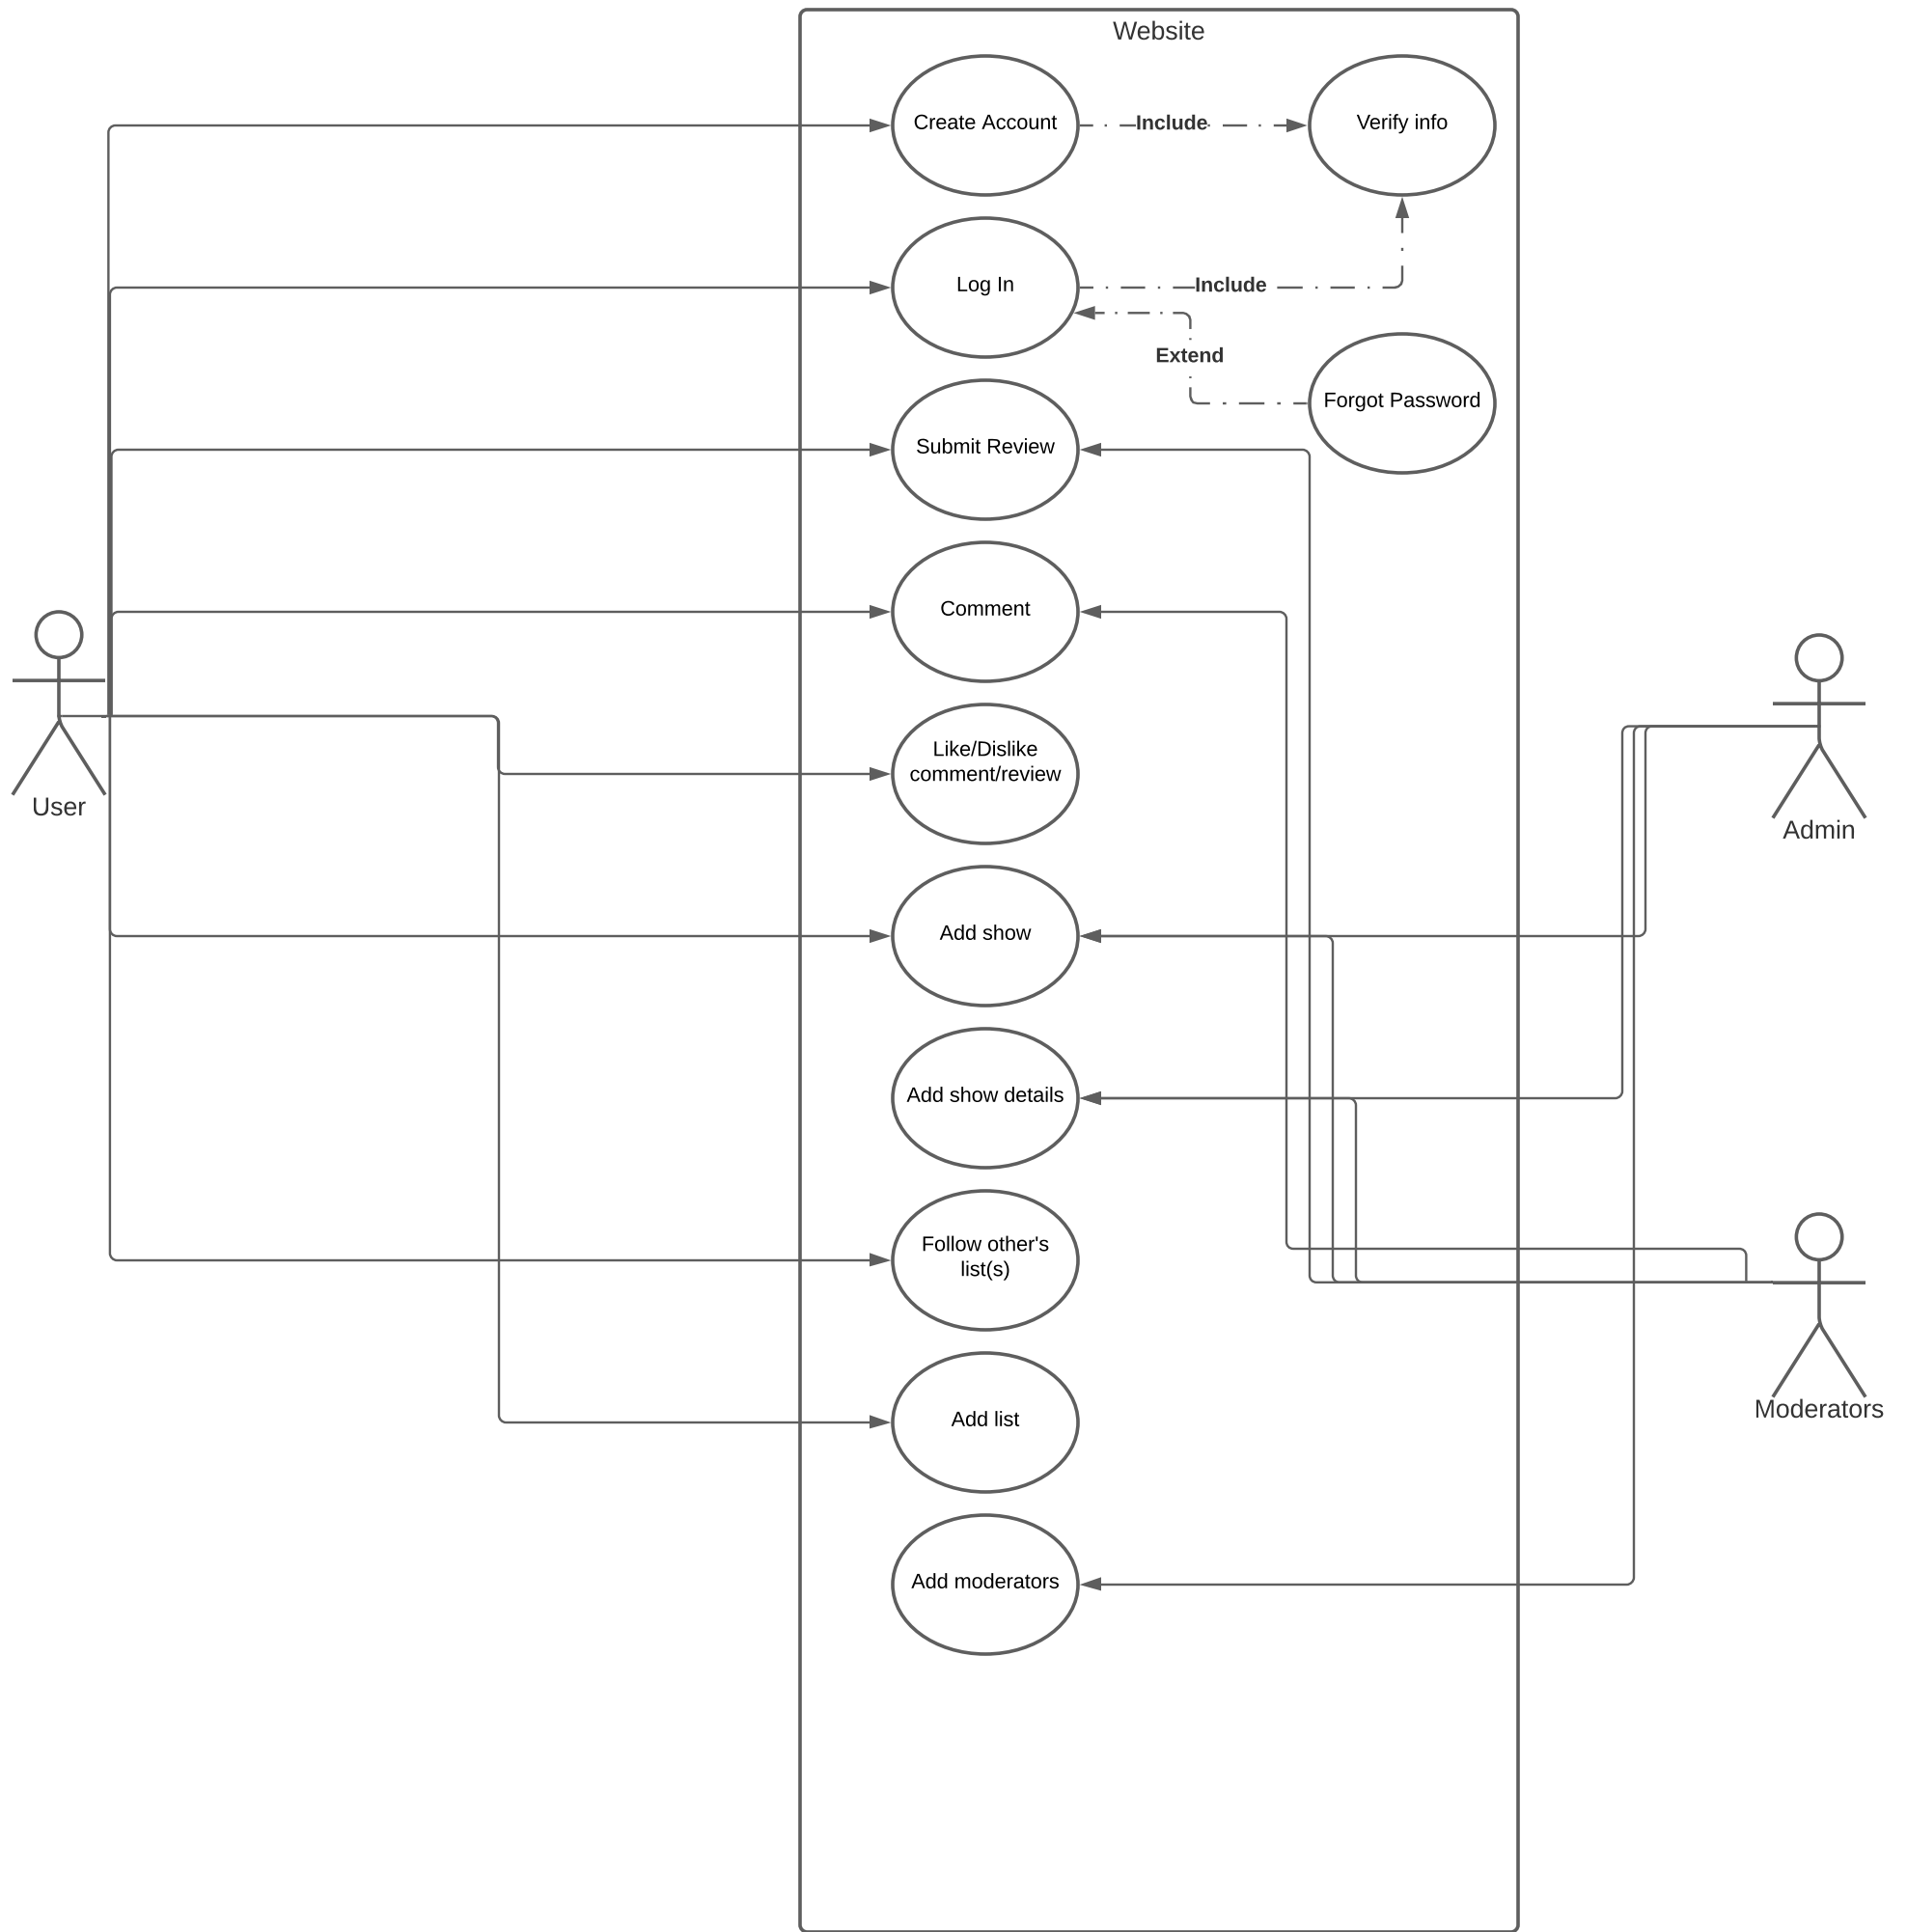 Website
Create Account
Include
Verify info
Log In
Include
Extend
Forgot Password
Submit Review
Comment
Like/Dislike
comment/review
User
Admin
Add show
Add show details
Follow other's
list(s)
Moderators
Add list
Add moderators